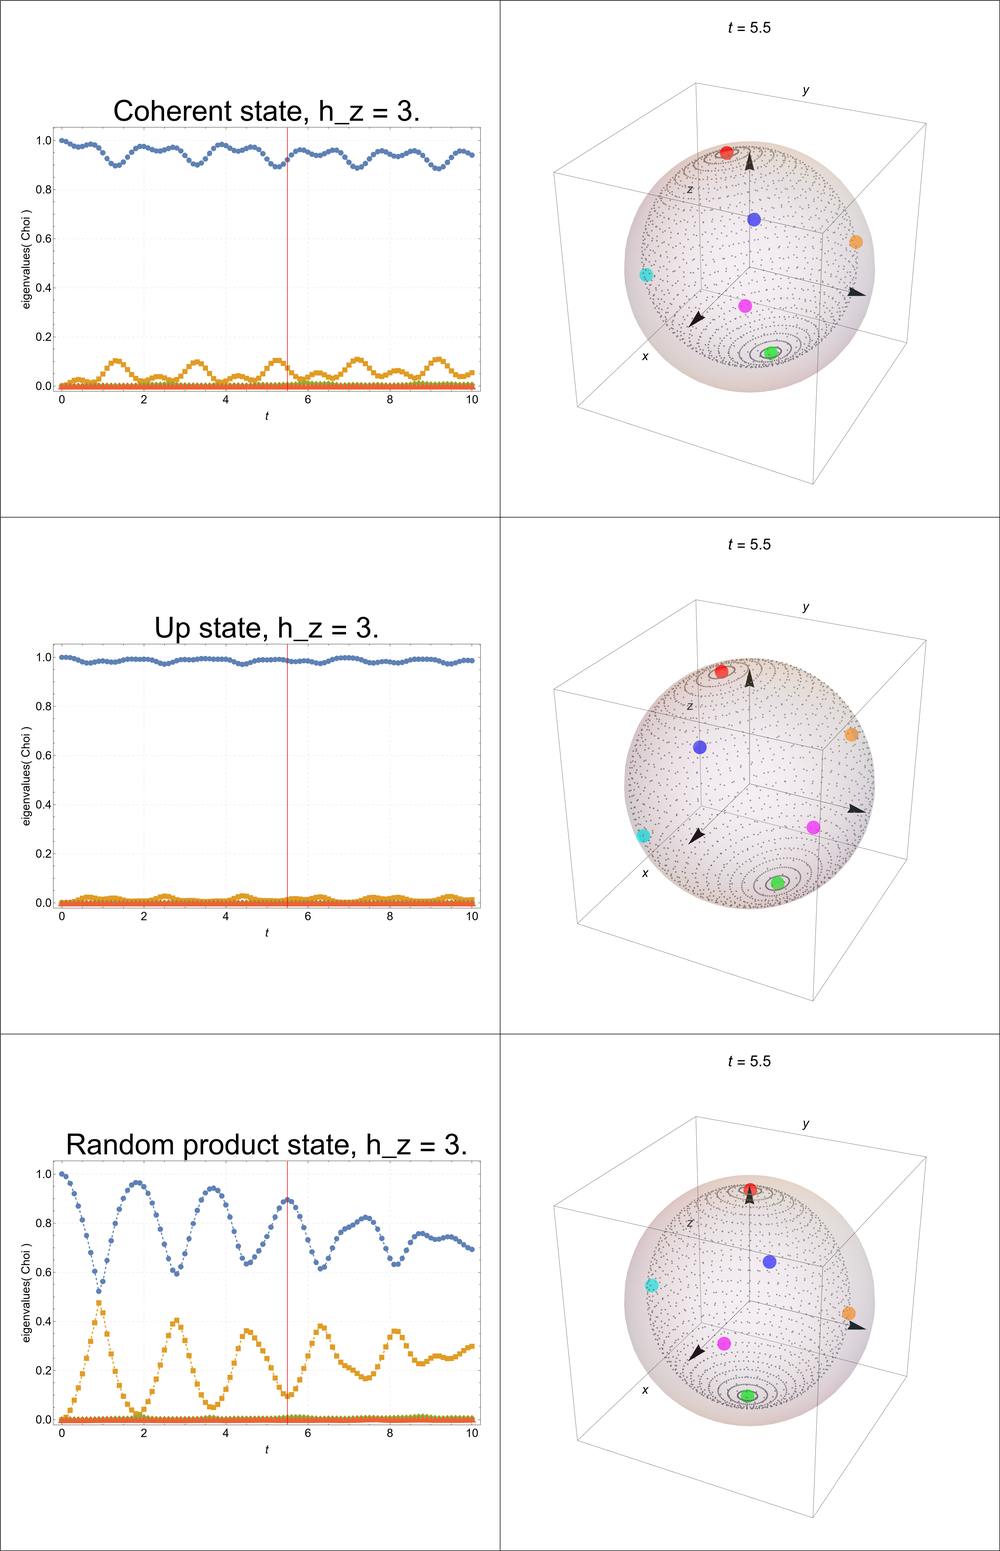 Coherent state, h_z = 3.
eigenvalues( Choi )
1.0
0.8
0.6
0.4
0.2
0.0
0 2 4 6 8 10
t
t = 5.5
y
z
x
Up state, h_z = 3.
eigenvalues( Choi )
1.0
0.8
0.6
0.4
0.2
0.0
0 2 4 6 8 10
t
t = 5.5
y
z
x
Random product state, h_z = 3.
eigenvalues( Choi )
1.0
0.8
0.6
0.4
0.2
0.0
0 2 4 6 8 10
t
t = 5.5
y
z
x